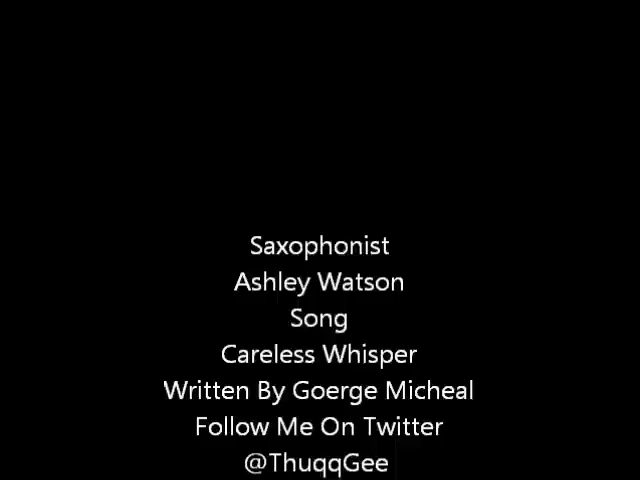 Saxophonist
Ashley Watson
Song
Careless Whisper
Written By Goerge Micheal
Follow Me On Twitter
@ThuqqGee